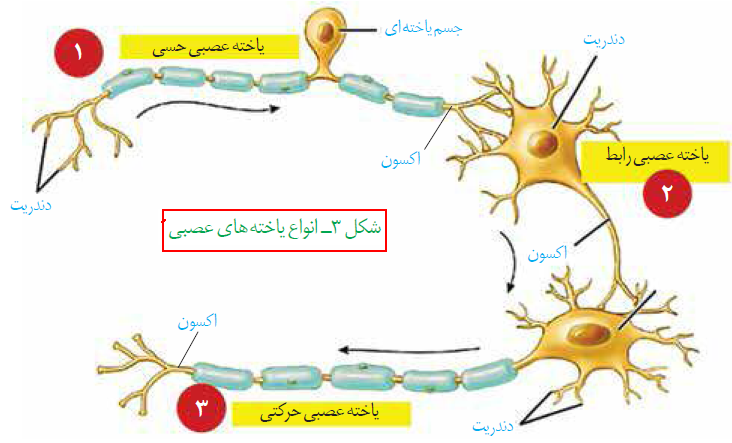 یاخته عصبی حسی
۱
جسم یاخته‌ای
دندریت
اکسون
دندریت
یاخته عصبی رابط
۲
شکل ۳ـ انواع یاخته‌های عصبی
اکسون
اکسون
۳
یاخته عصبی حرکتی
دندریت